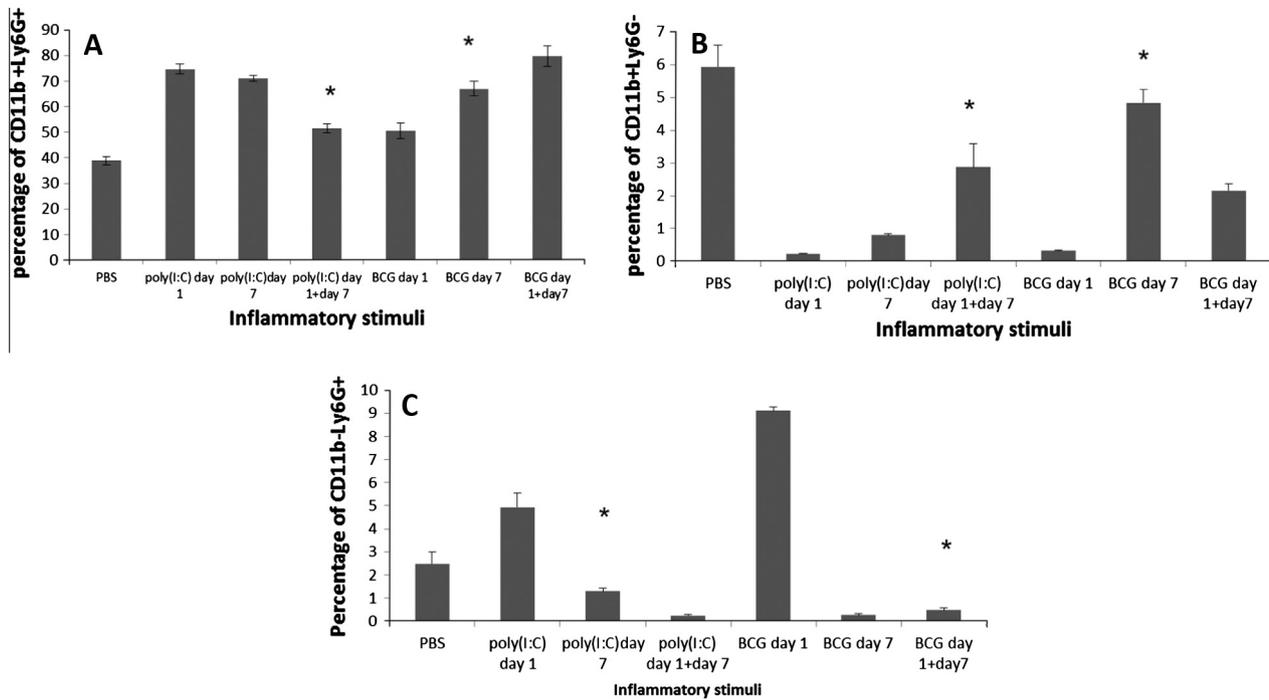 A
percentage of CD11b +Ly6G+
90
80
70
60
50
40
30
20
10
0
*
*
PBS
poly(I:C) day
1
poly(I:C)day
7
poly(I:C) day
1+day 7
BCG day 1
BCG day 7
BCG day
1+day7
Inflammatory stimuli
B
percentage of CD11b+Ly6G-
7
6
5
4
3
2
1
0
*
*
PBS
poly(I:C)
day 1
poly(I:C)day
7
poly(I:C)
day 1+day 7
BCG day 1
BCG day 7
BCG day
1+day7
Inflammatory stimuli
C
Percentage of CD11b-Ly6G+
10
9
8
7
6
5
4
3
2
1
0
*
*
PBS
poly(I:C)
day 1
poly(I:C)day
7
poly(I:C)
day 1+day 7
BCG day 1
BCG day 7
BCG day
1+day7
Inflammatory stimuli